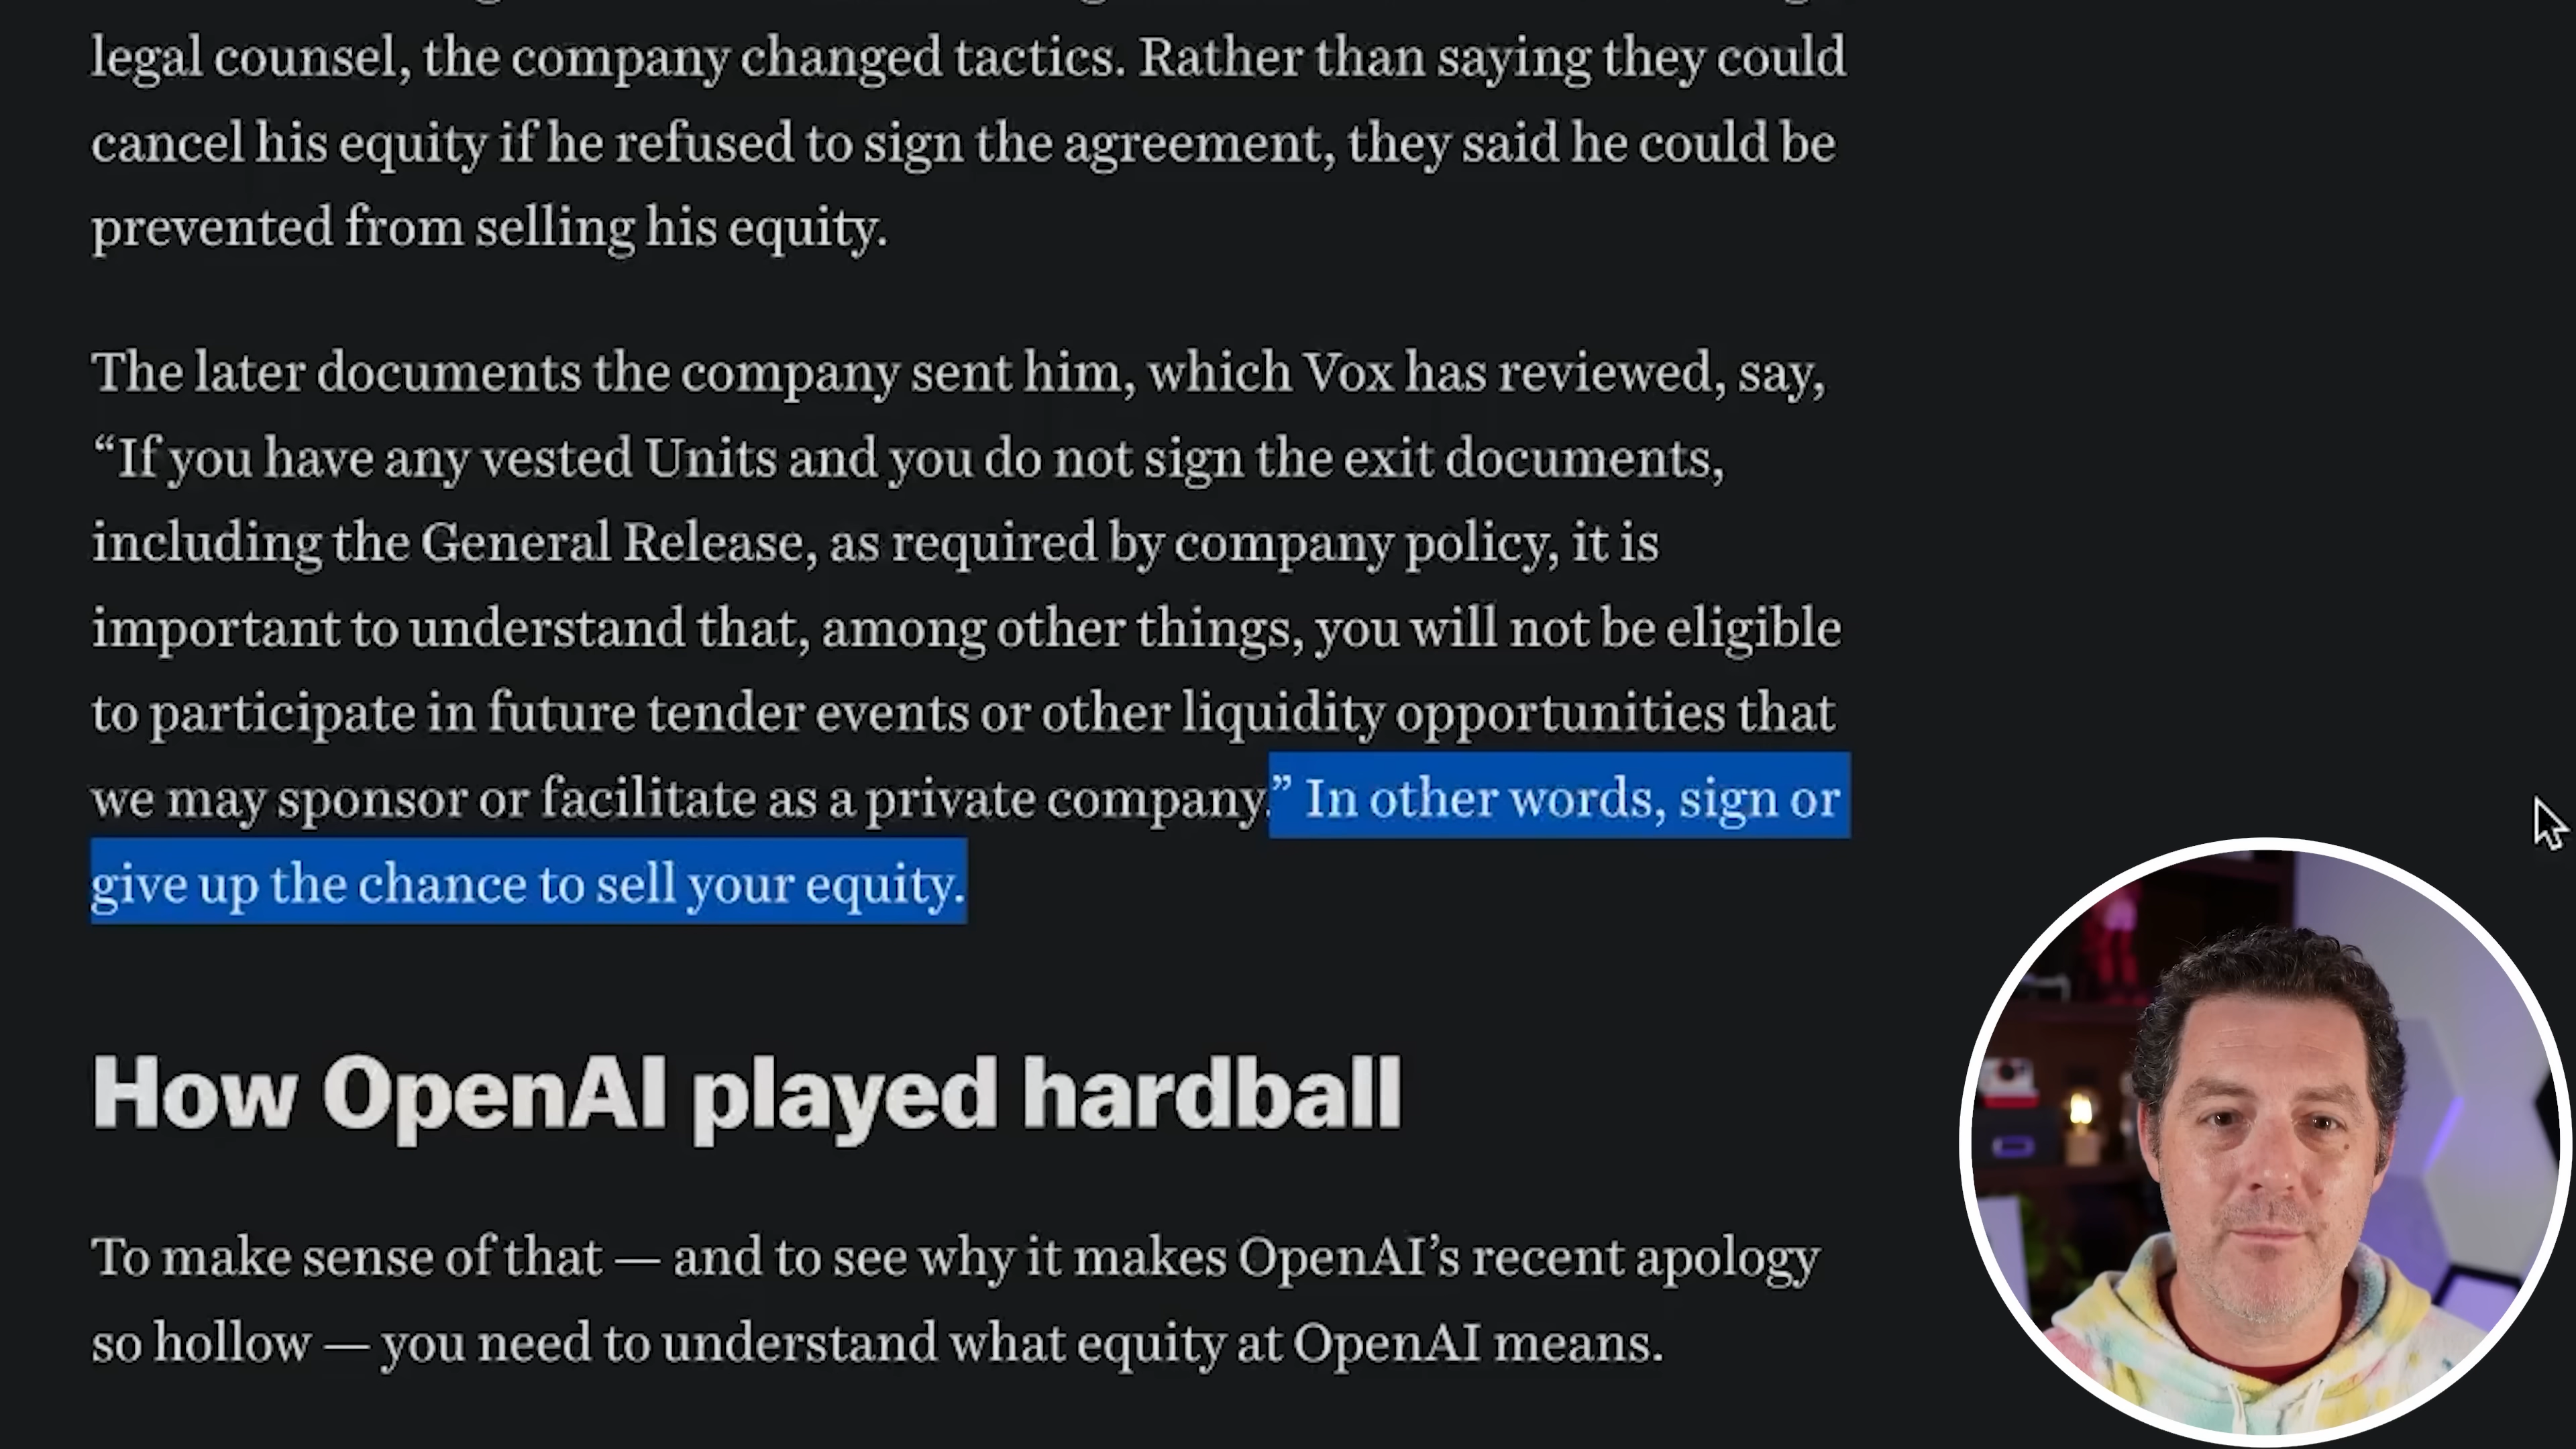 legal counsel, the company changed tactics. Rather than saying they could
cancel his equity if he refused to sign the agreement, they said he could be
prevented from selling his equity.
The later documents the company sent him, which Vox has reviewed, say,
“If you have any vested Units and you do not sign the exit documents,
including the General Release, as required by company policy, it is
important to understand that, among other things, you will not be eligible
to participate in future tender events or other liquidity opportunities that
we may sponsor or facilitate as a private company.” In other words, sign or
give up the chance to sell your equity.
How OpenAI played hardball
To make sense of that — and to see why it makes OpenAI’s recent apology
so hollow — you need to understand what equity at OpenAI means.